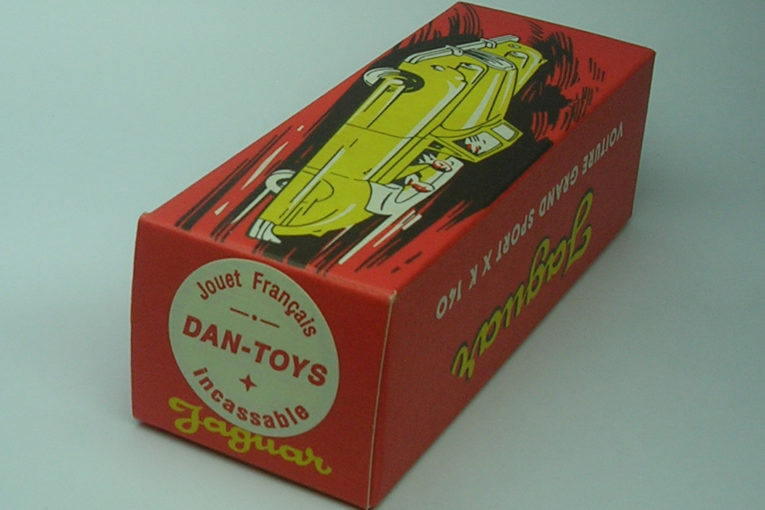 Jouet Français
DAN-TOYS
incassable
Jaguar
Jaguar
VOITURE GRAND SPORT X K 140